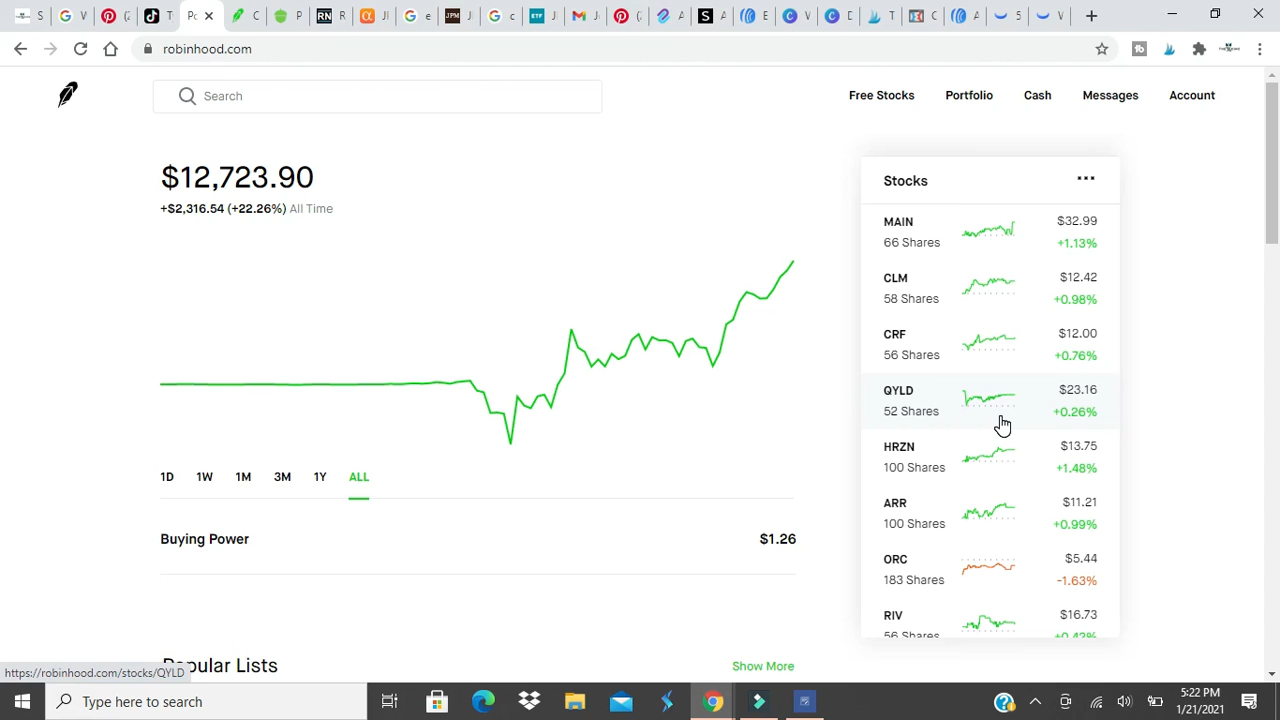 robinhood.com
Search
Free Stocks Portfolio Cash Messages Account
$12,723.90
+$2,316.54 (+22.26%) All Time
1D 1W 1M 3M 1Y ALL
Buying Power $1.26
Popular Lists Show More
Stocks
MAIN $32.99
66 Shares +1.13%
CLM $12.42
58 Shares +0.98%
CRF $12.00
56 Shares +0.76%
QYLD $23.16
52 Shares +0.26%
HRZN $13.75
100 Shares +1.48%
ARR $11.21
100 Shares +0.99%
ORC $5.44
183 Shares -1.63%
RIV $16.73
56 Shares +0.42%
https://robinhood.com/stocks/QYLD
Type here to search
5:22 PM
1/21/2021